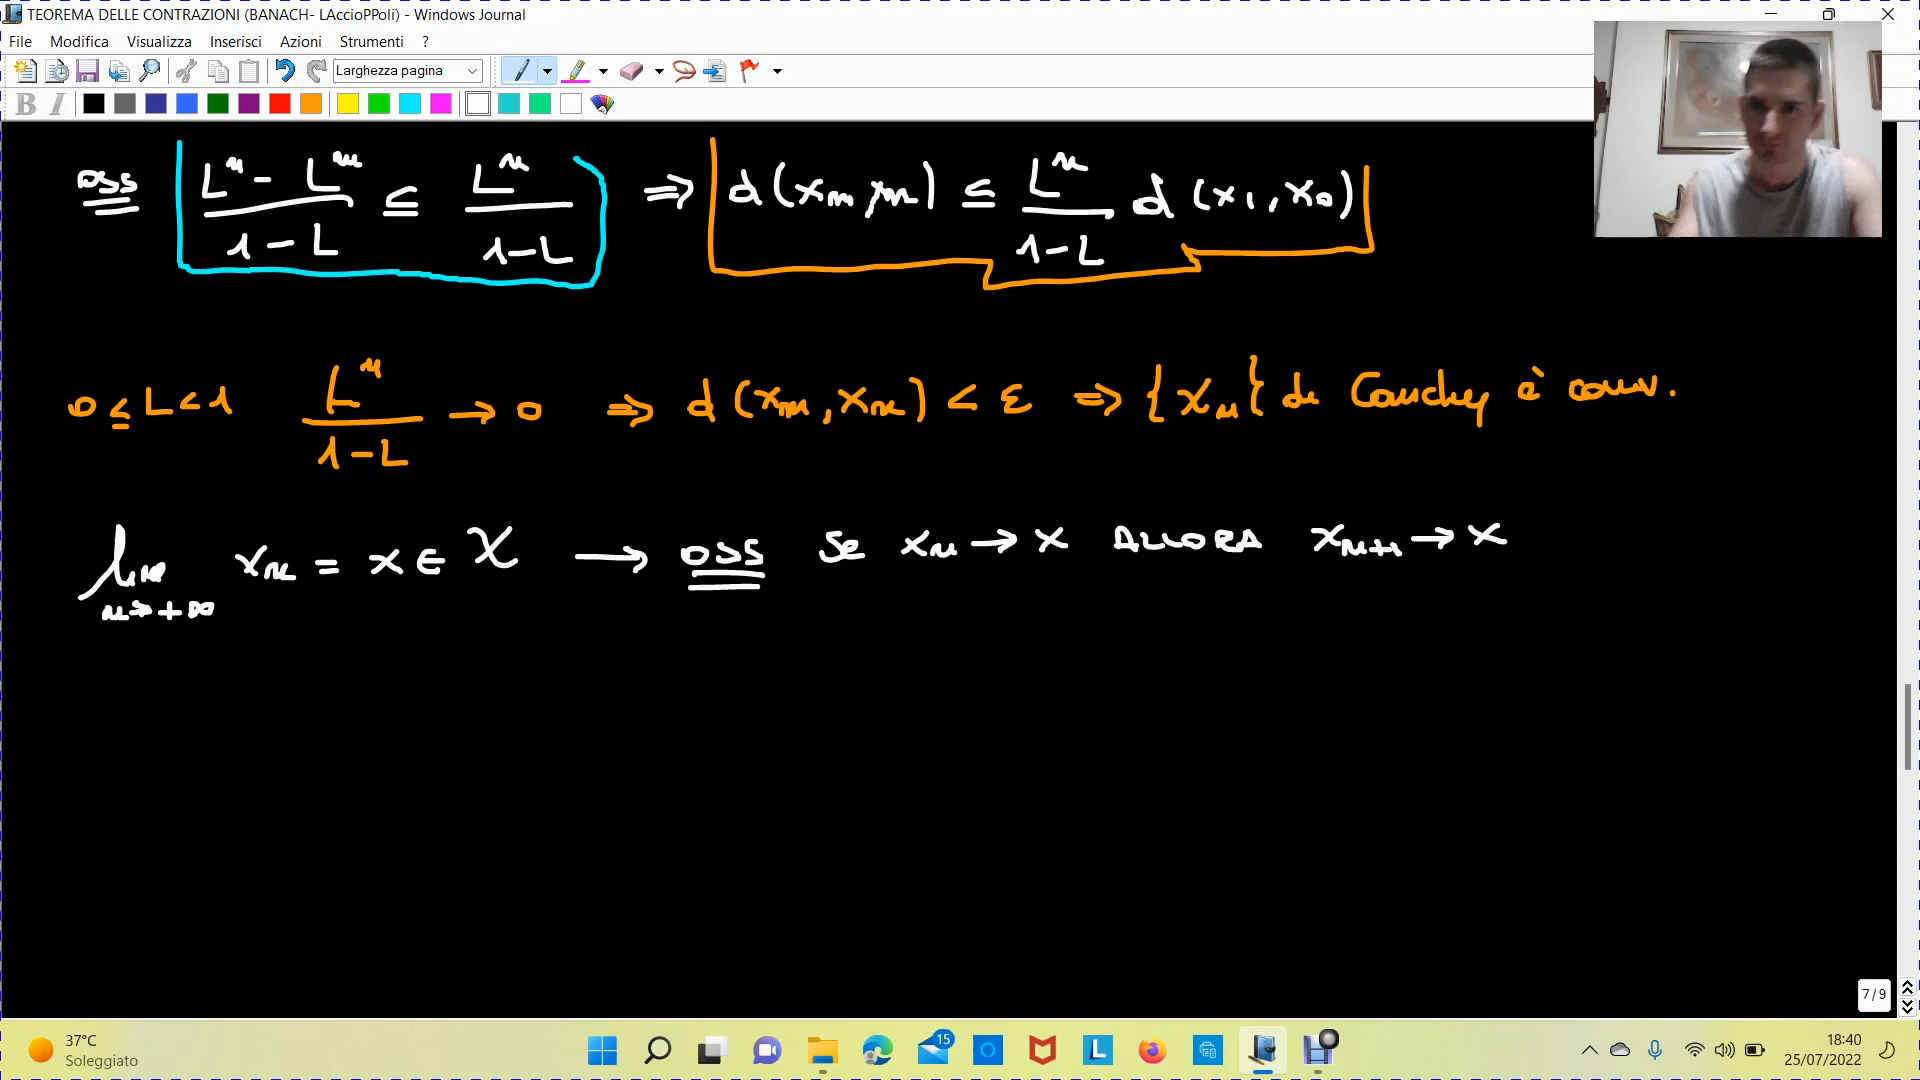 TEOREMA DELLE CONTRAZIONI (BANACH- LAccioPPoli) - Windows Journal
File Modifica Visualizza Inserisci Azioni Strumenti ?
Larghezza pagina
B I
OSS (L^n - L^m)/(1-L) ≤ L^n/(1-L) ⇒ d(x_m, x_n) ≤ L^n/(1-L) d(x_1, x_0)
0 ≤ L < 1 L^n/(1-L) → 0 ⇒ d(x_m, x_n) < ε ⇒ {x_n} di Cauchy è conv.
lim n→+∞ x_n = x ∈ X → OSS Se x_n → x ALLORA x_{n+1} → x
7/9
37°C
Soleggiato
15
18:40
25/07/2022